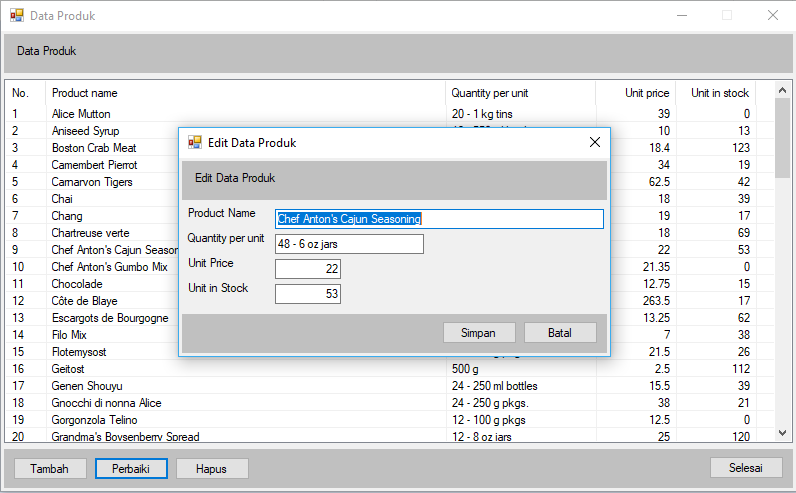 Data Produk
Data Produk
No. Product name Quantity per unit Unit price Unit in stock
1 Alice Mutton 20 - 1 kg tins 39 0
2 Aniseed Syrup 10 13
3 Boston Crab Meat 18.4 123
4 Camembert Pierrot 34 19
5 Carnarvon Tigers 62.5 42
6 Chai 18 39
7 Chang 19 17
8 Chartreuse verte 18 69
9 Chef Anton's Cajun Season 22 53
10 Chef Anton's Gumbo Mix 21.35 0
11 Chocolade 12.75 15
12 Côte de Blaye 263.5 17
13 Escargots de Bourgogne 13.25 62
14 Filo Mix 7 38
15 Flotemysost 21.5 26
16 Geitost 500 g 2.5 112
17 Genen Shouyu 24 - 250 ml bottles 15.5 39
18 Gnocchi di nonna Alice 24 - 250 g pkgs. 38 21
19 Gorgonzola Telino 12 - 100 g pkgs 12.5 0
20 Grandma's Boysenberry Spread 12 - 8 oz jars 25 120
Edit Data Produk
Edit Data Produk
Product Name Chef Anton's Cajun Seasoning
Quantity per unit 48 - 6 oz jars
Unit Price 22
Unit in Stock 53
Simpan Batal
Tambah Perbaiki Hapus Selesai